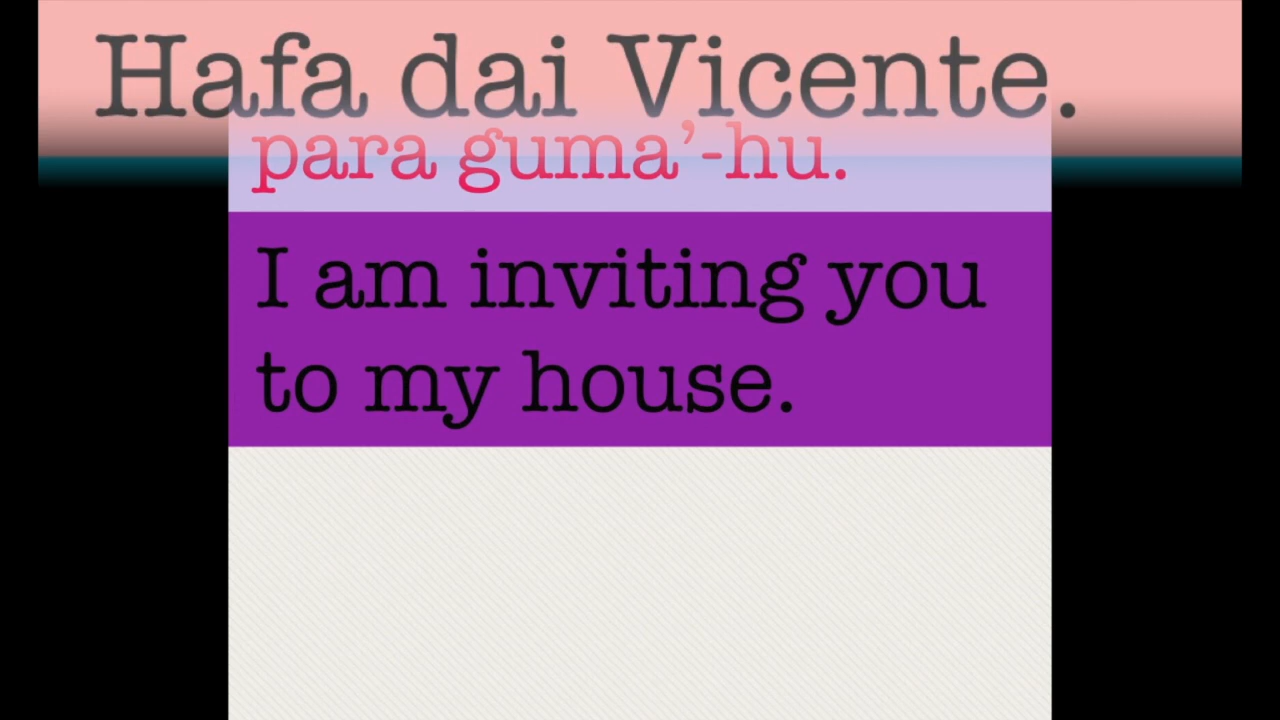 Hafa dai Vicente.
para guma’-hu.
I am inviting you
to my house.